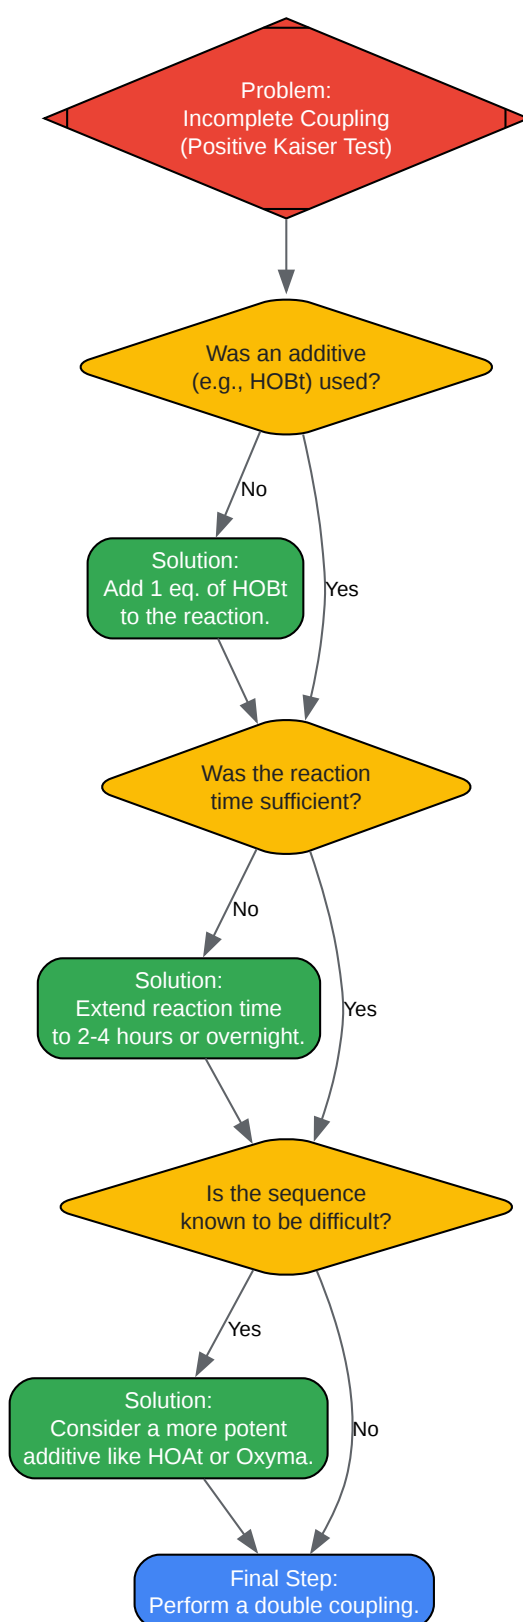 Problem:
Incomplete Coupling
(Positive Kaiser Test)
Was an additive
(e.g., HOBt) used?
No
Solution:
Add 1 eq. of HOBt
to the reaction.
Yes
Was the reaction
time sufficient?
No
Solution:
Extend reaction time
to 2-4 hours or overnight.
Yes
Is the sequence
known to be difficult?
Yes
Solution:
Consider a more potent
additive like HOAt or Oxyma.
No
Final Step:
Perform a double coupling.